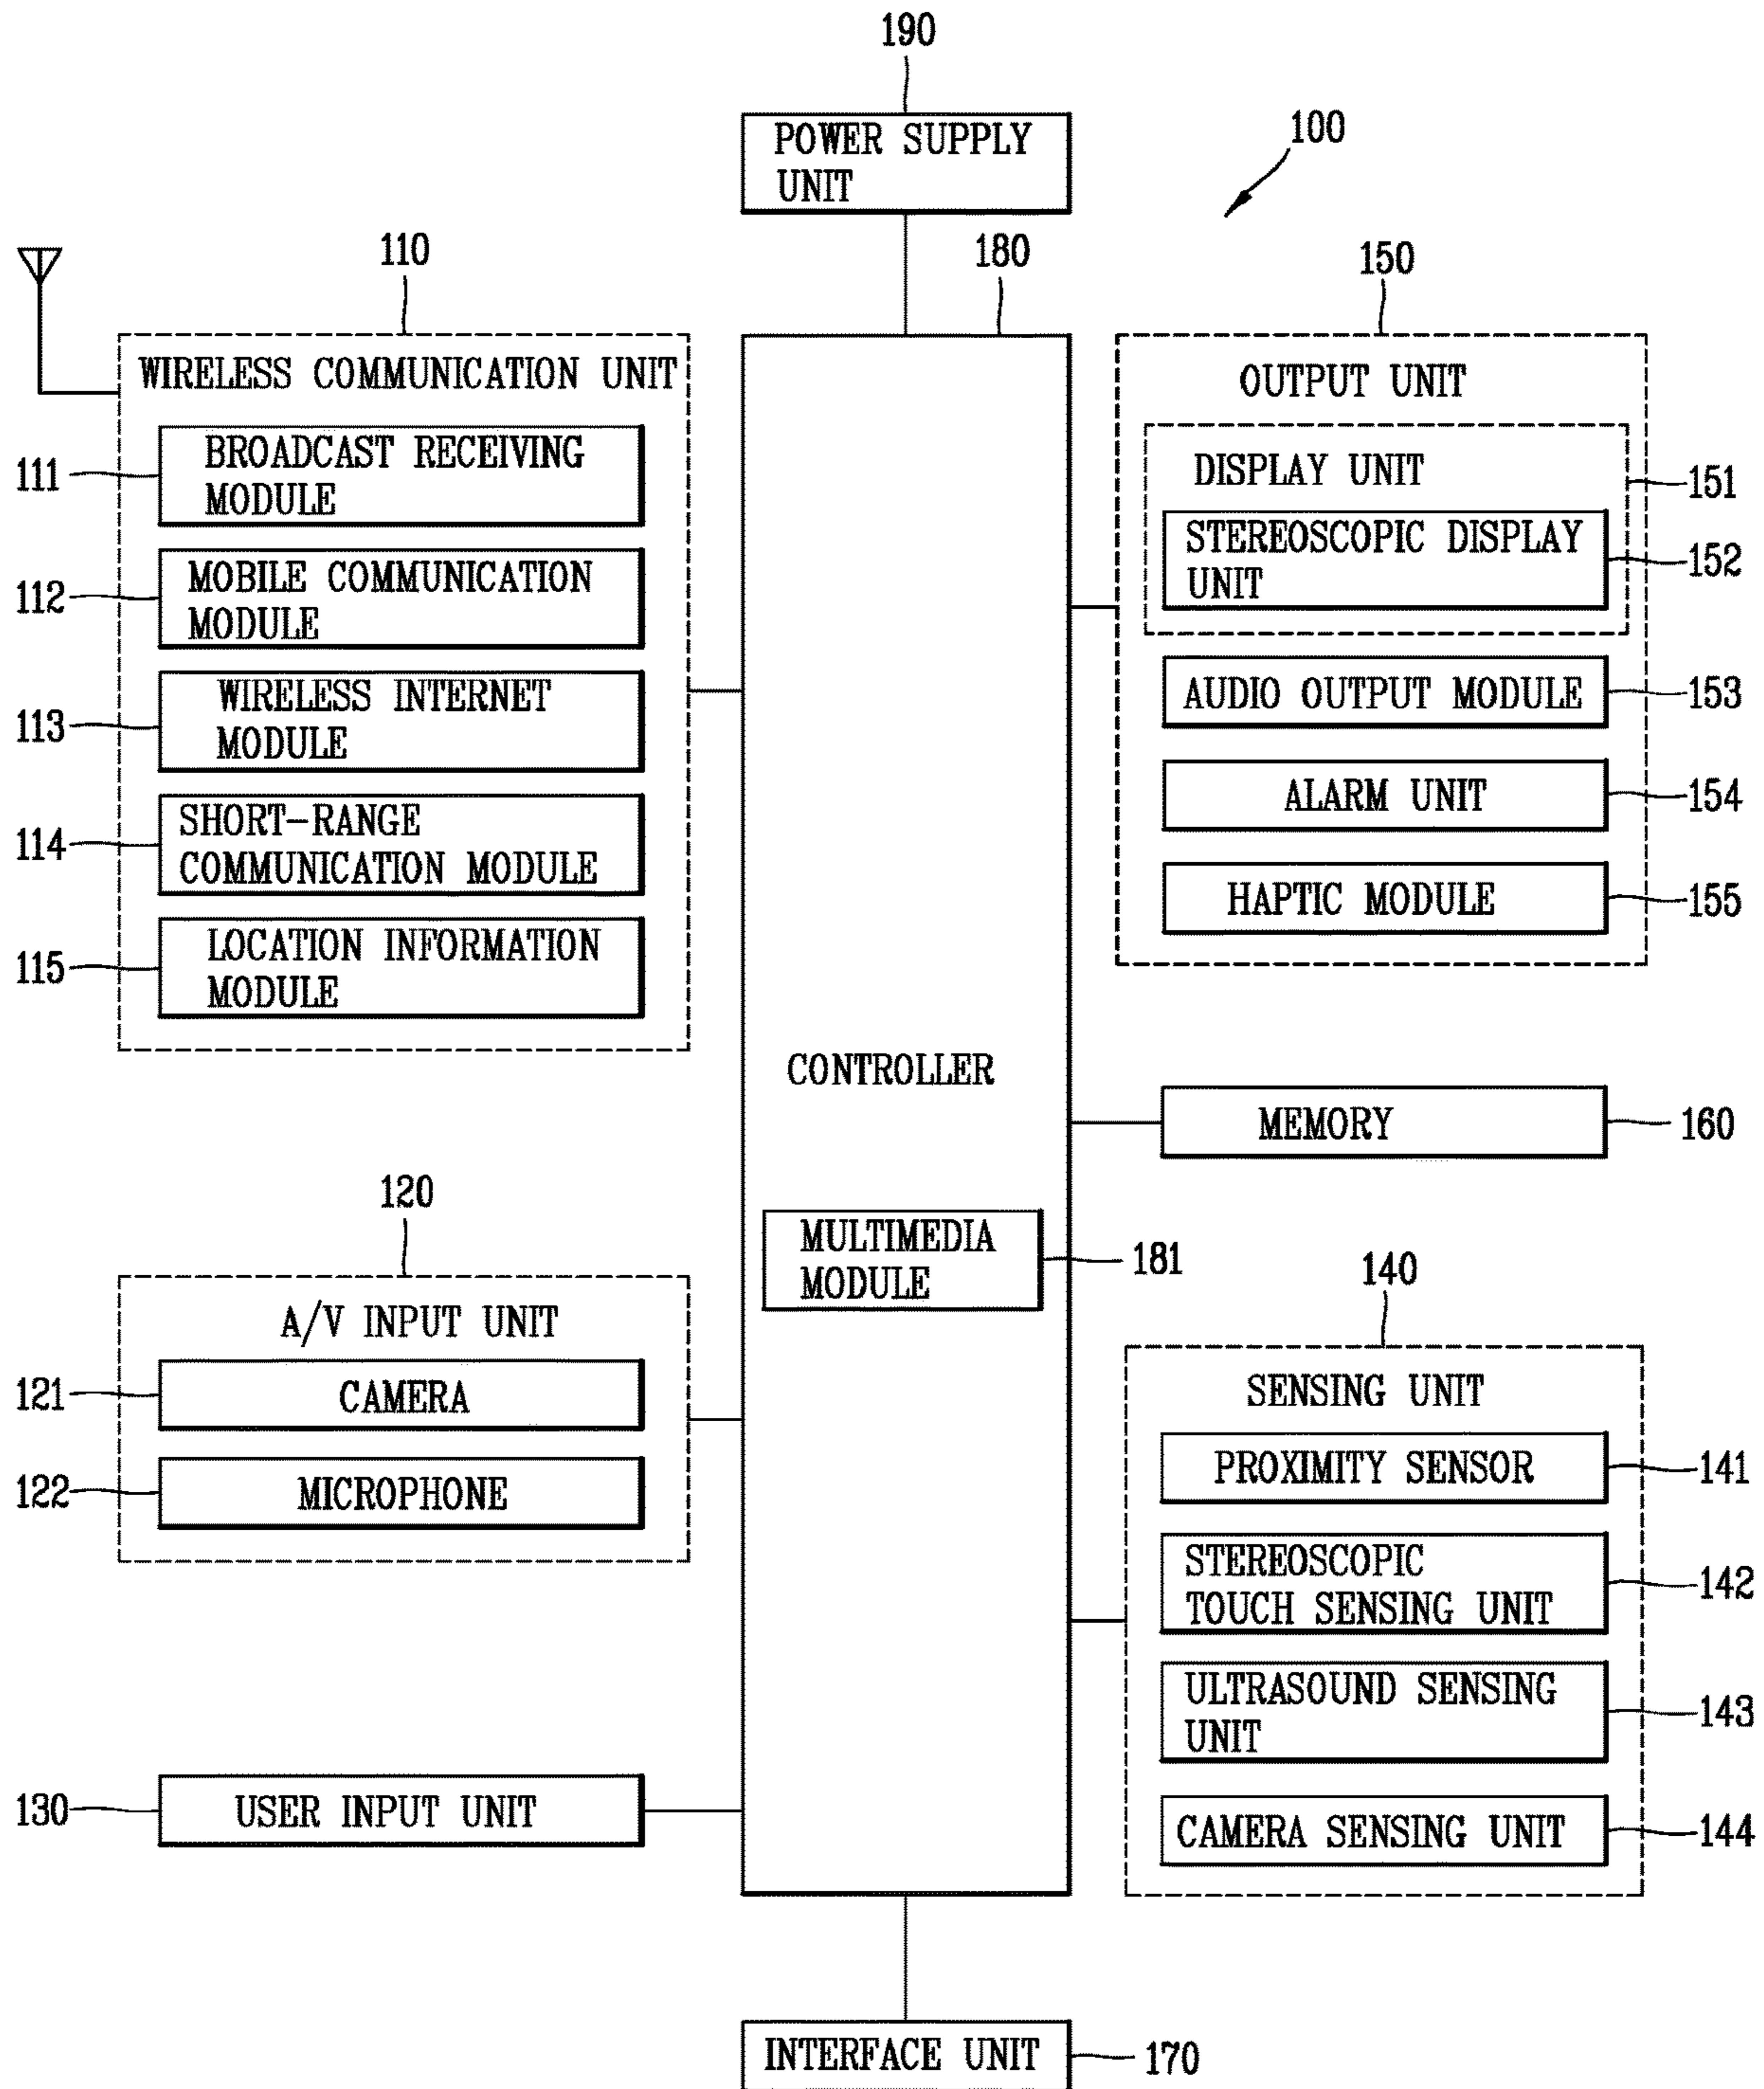 190
POWER SUPPLY
UNIT
100
110
180
150
WIRELESS COMMUNICATION UNIT
111
BROADCAST RECEIVING
MODULE
112
MOBILE COMMUNICATION
MODULE
113
WIRELESS INTERNET
MODULE
114
SHORT-RANGE
COMMUNICATION MODULE
115
LOCATION INFORMATION
MODULE
120
A/V INPUT UNIT
121
CAMERA
122
MICROPHONE
130
USER INPUT UNIT
CONTROLLER
MULTIMEDIA
MODULE
181
OUTPUT UNIT
DISPLAY UNIT
151
STEREOSCOPIC DISPLAY
UNIT
152
AUDIO OUTPUT MODULE
153
ALARM UNIT
154
HAPTIC MODULE
155
MEMORY
160
140
SENSING UNIT
PROXIMITY SENSOR
141
STEREOSCOPIC
TOUCH SENSING UNIT
142
ULTRASOUND SENSING
UNIT
143
CAMERA SENSING UNIT
144
INTERFACE UNIT
170